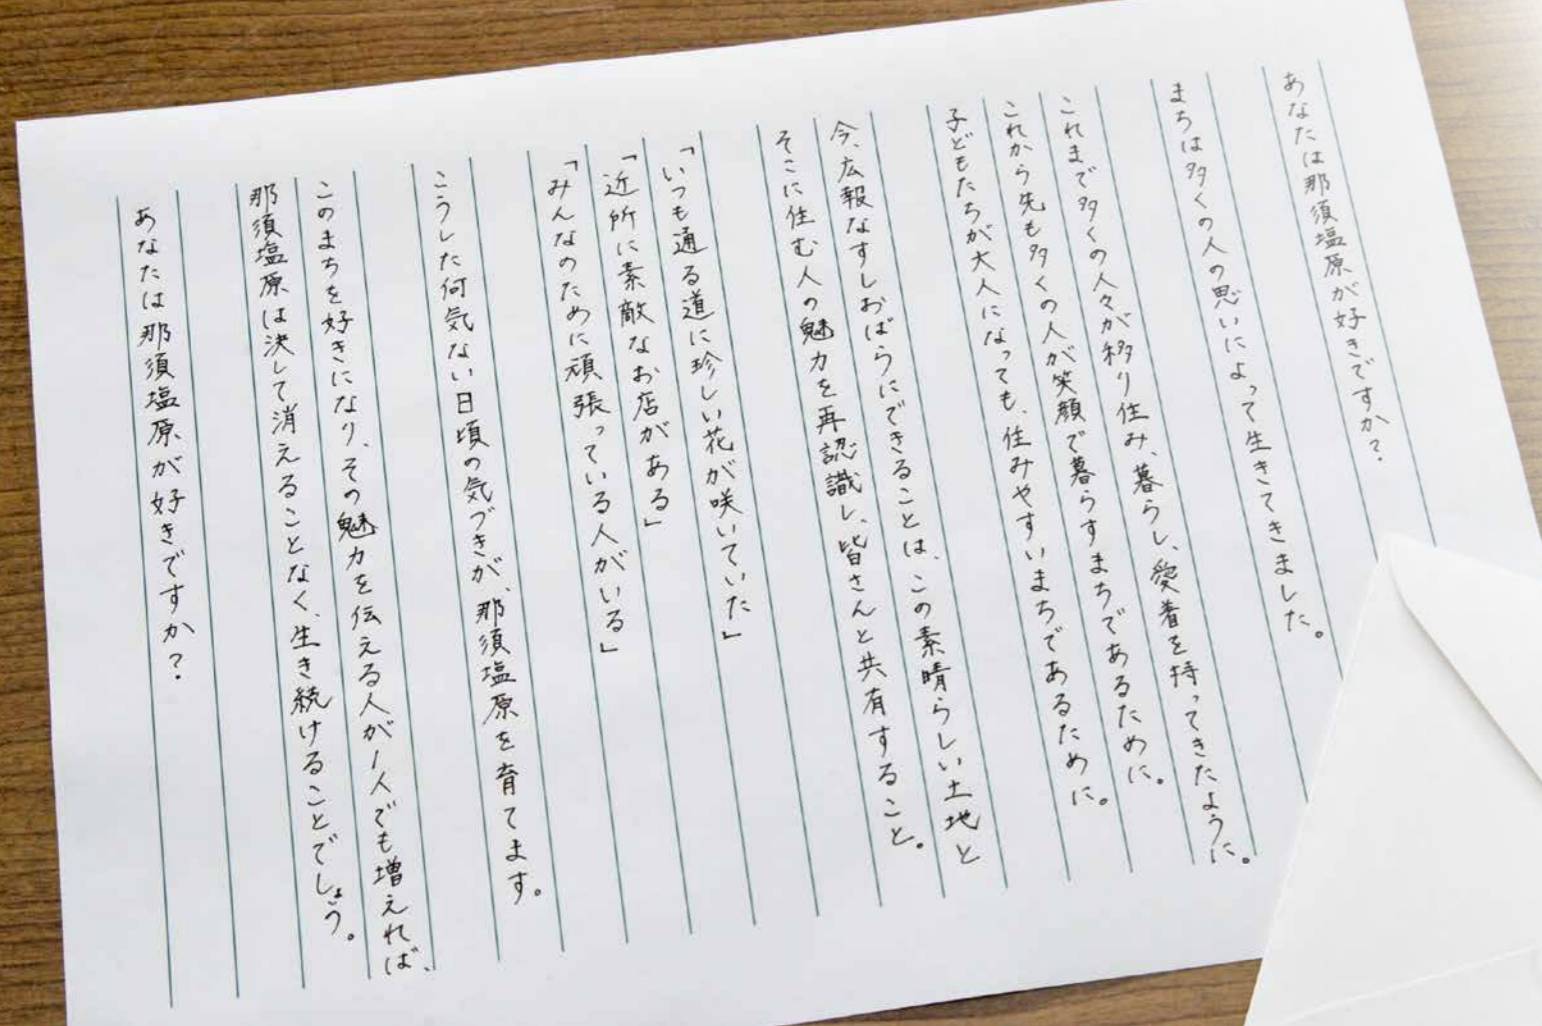 あなたは那須塩原が好きですか?
まちは多くの人の思いによって生きてきました。
これまで多くの人々が移り住み、暮らし、愛着を持ってきたように。
これから先も多くの人が笑顔で暮らすまちであるために。
子どもたちが大人になっても、住みやすいまちであるために。
今、広報なすしおばらにできることは、この素晴らしい土地と
そこに住む人の魅力を再認識し、皆さんと共有すること。
「いつも通る道に珍しい花が咲いていた」
「近所に素敵なお店がある」
「みんなのために頑張っている人がいる」
こうした何気ない日頃の気づきが、那須塩原を育てます。
このまちを好きになり、その魅力を伝える人が1人でも増えれば、
那須塩原は決して消えることなく、生き続けることでしょう。
あなたは那須塩原が好きですか?